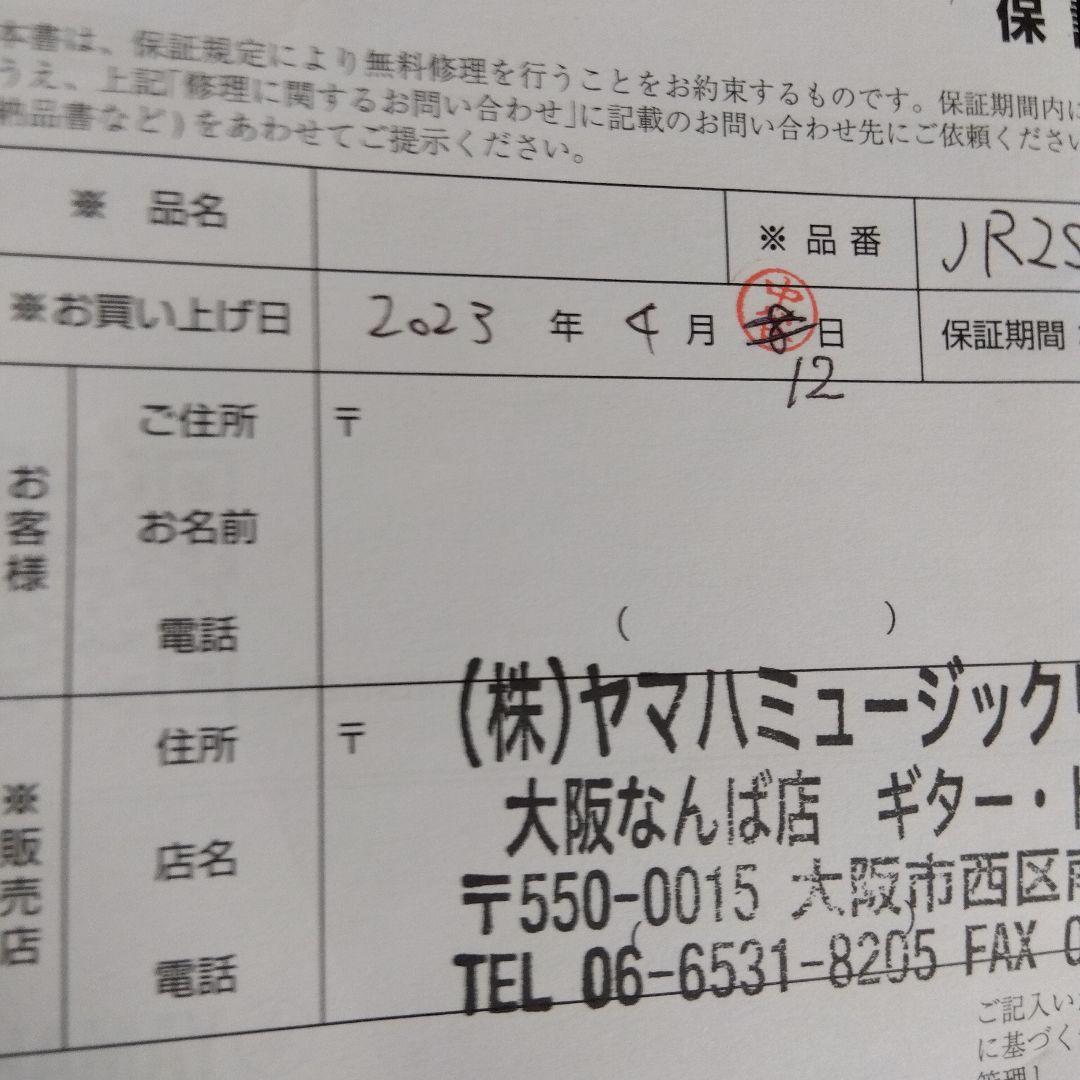 保
本書は、保証規定により無料修理を行うことをお約束するものです。保証期間内に
うえ、上記「修理に関するお問い合わせ」に記載のお問い合わせ先にご依頼ください
納品書など)をあわせてご提示ください。
※ 品名
※ 品番 JR2S
※お買い上げ日 2023 年 4 月 8 日
12
保証期間
お客様
ご住所 〒
お名前
電話 ( )
※販売店
住所 〒
店名
電話 ( )
(株)ヤマハミュージック
大阪なんば店 ギター・
〒550-0015 大阪市西区南
TEL 06-6531-8205 FAX 0
ご記入い
に基づく
管理し